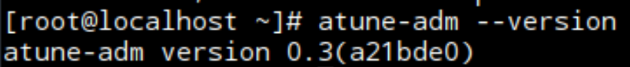 [root@localhost ~]# atune-adm --version
atune-adm version 0.3(a21bde0)